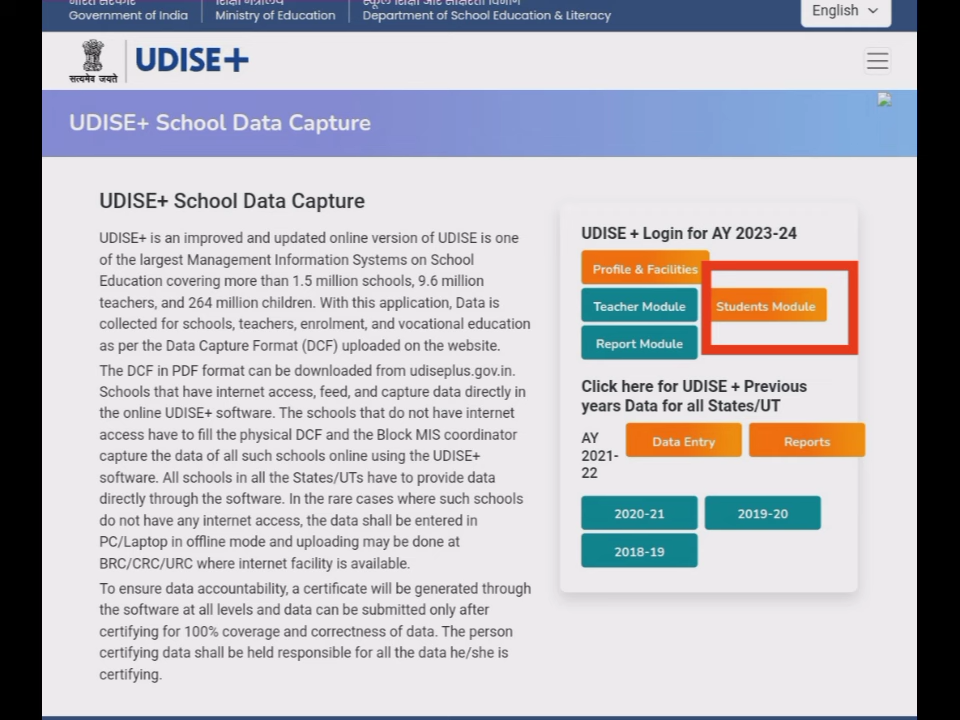 Government of India
Ministry of Education
Department of School Education & Literacy
English
सत्यमेव जयते
UDISE+
UDISE+ School Data Capture
UDISE+ School Data Capture
UDISE+ is an improved and updated online version of UDISE is one
of the largest Management Information Systems on School
Education covering more than 1.5 million schools, 9.6 million
teachers, and 264 million children. With this application, Data is
collected for schools, teachers, enrolment, and vocational education
as per the Data Capture Format (DCF) uploaded on the website.
The DCF in PDF format can be downloaded from udiseplus.gov.in.
Schools that have internet access, feed, and capture data directly in
the online UDISE+ software. The schools that do not have internet
access have to fill the physical DCF and the Block MIS coordinator
capture the data of all such schools online using the UDISE+
software. All schools in all the States/UTs have to provide data
directly through the software. In the rare cases where such schools
do not have any internet access, the data shall be entered in
PC/Laptop in offline mode and uploading may be done at
BRC/CRC/URC where internet facility is available.
To ensure data accountability, a certificate will be generated through
the software at all levels and data can be submitted only after
certifying for 100% coverage and correctness of data. The person
certifying data shall be held responsible for all the data he/she is
certifying.
UDISE + Login for AY 2023-24
Profile & Facilities
Teacher Module
Students Module
Report Module
Click here for UDISE + Previous
years Data for all States/UT
AY
2021-
22
Data Entry
Reports
2020-21
2019-20
2018-19